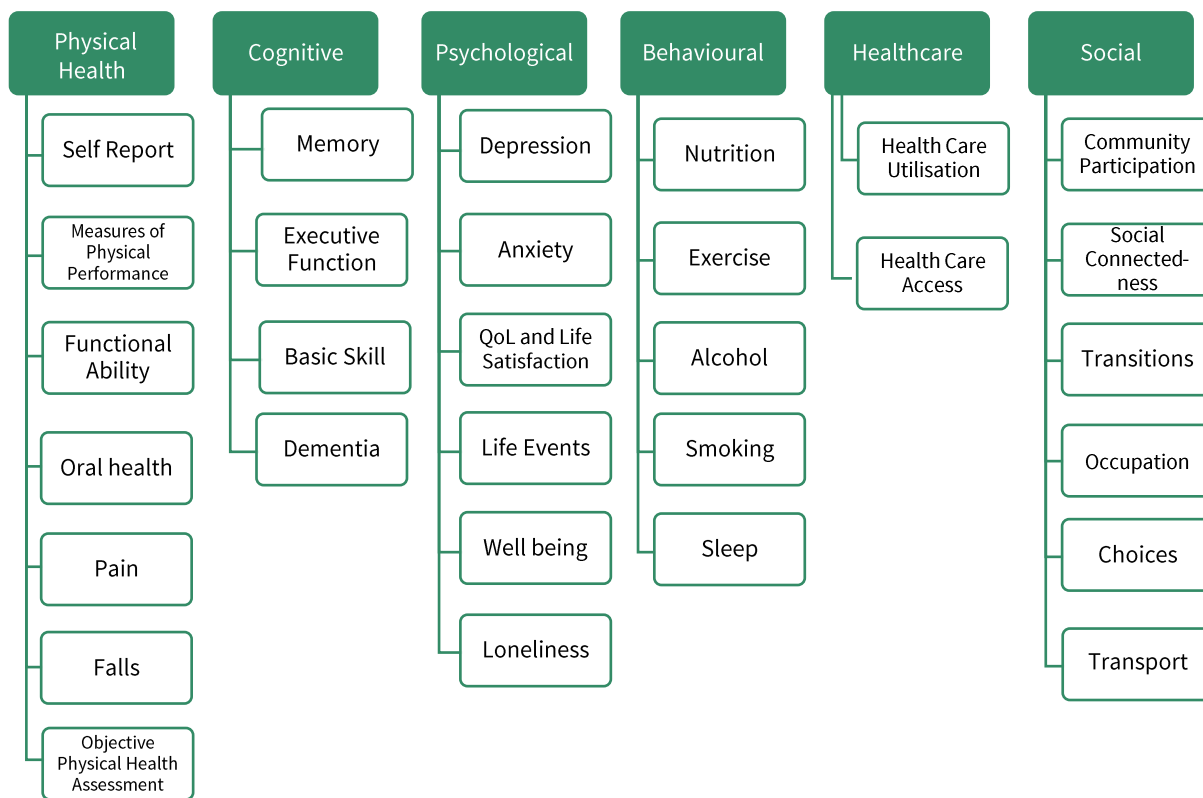 Physical
Health
Self Report
Measures of
Physical
Performance
Functional
Ability
Oral health
Pain
Falls
Objective
Physical Health
Assessment
Cognitive
Memory
Executive
Function
Basic Skill
Dementia
Psychological
Depression
Anxiety
QoL and Life
Satisfaction
Life Events
Well being
Loneliness
Behavioural
Nutrition
Exercise
Alcohol
Smoking
Sleep
Healthcare
Health Care
Utilisation
Health Care
Access
Social
Community
Participation
Social
Connected-
ness
Transitions
Occupation
Choices
Transport